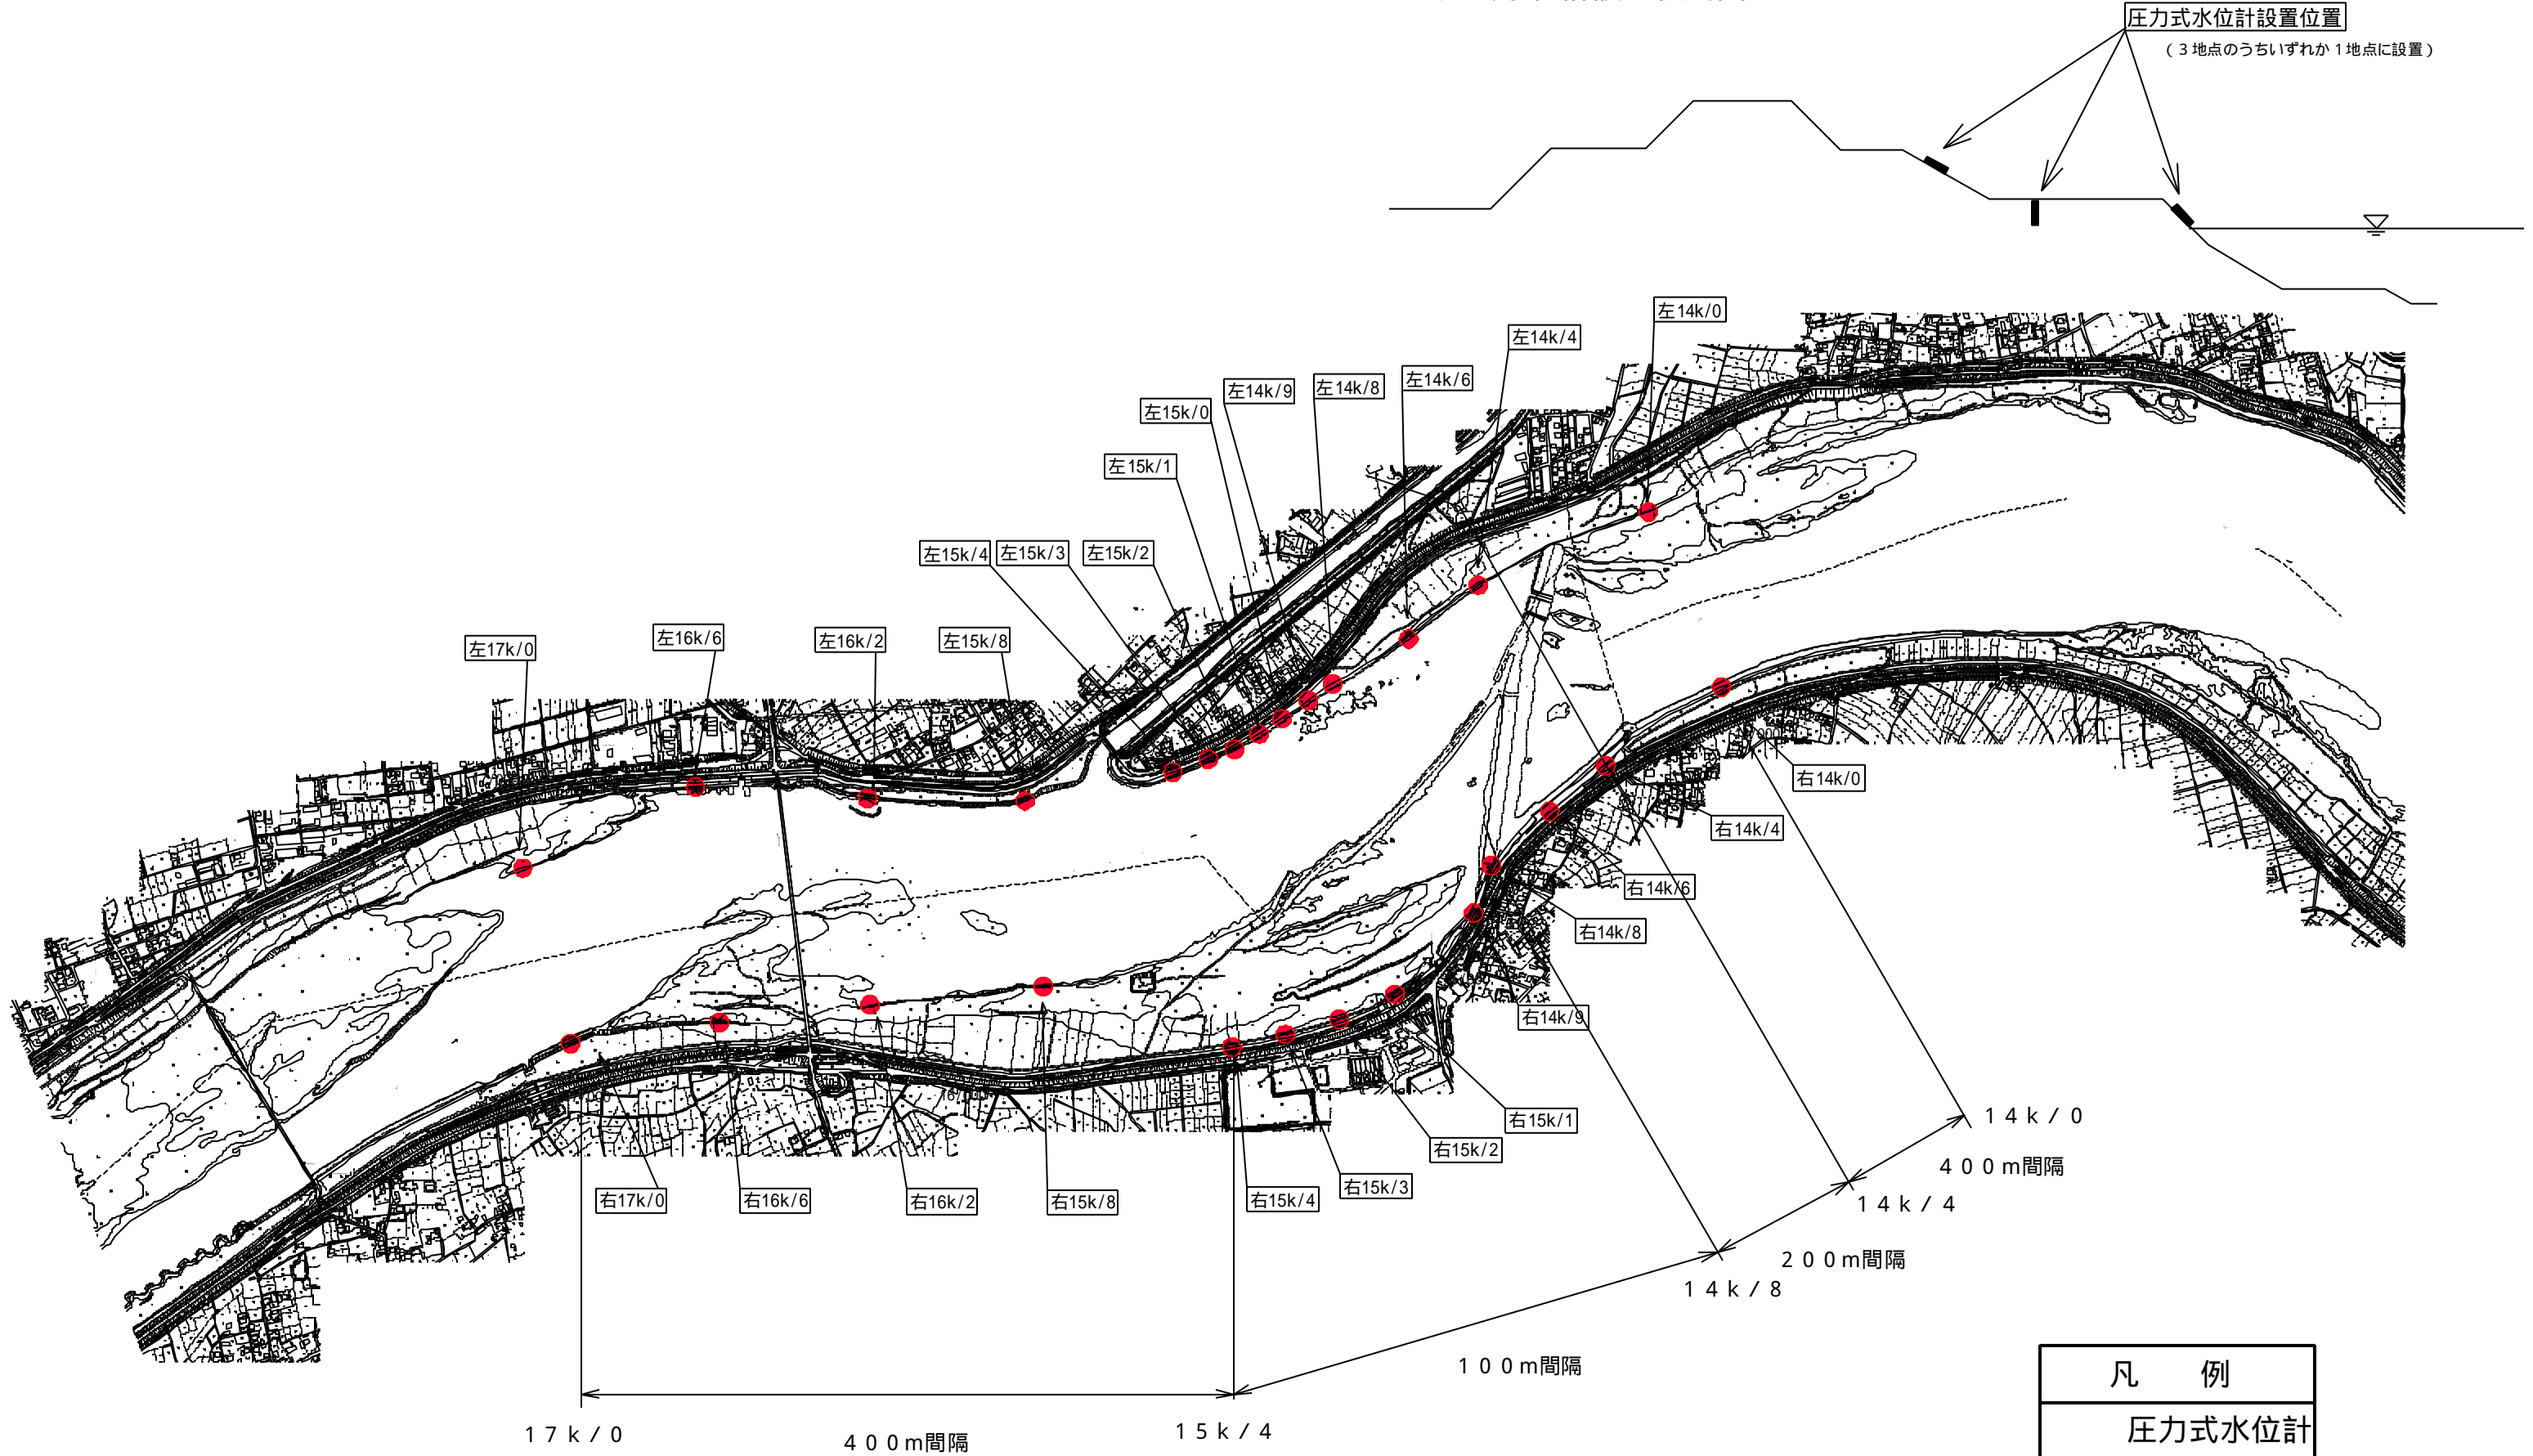 圧力式水位計設置位置
（３地点のうちいずれか１地点に設置）
左14k/0
左14k/4
左14k/6
左14k/8
左14k/9
左15k/0
左15k/1
左15k/2
左15k/3
左15k/4
左15k/8
左16k/2
左16k/6
左17k/0
右14k/0
右14k/4
右14k/6
右14k/8
右14k/9
右15k/1
右15k/2
右15k/3
右15k/4
右15k/8
右16k/2
右16k/6
右17k/0
１４ｋ／０
４００ｍ間隔
１４ｋ／４
２００ｍ間隔
１４ｋ／８
１００ｍ間隔
１５ｋ／４
４００ｍ間隔
１７ｋ／０
凡　例
圧力式水位計